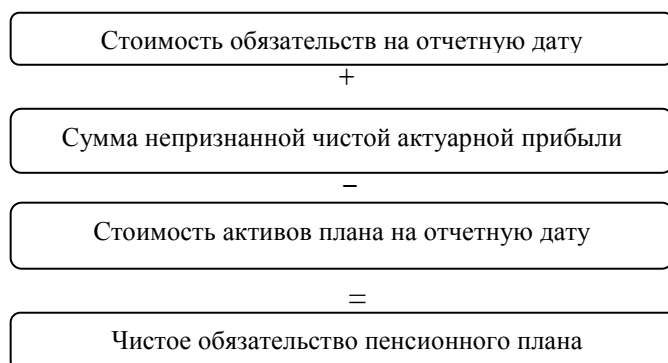 Стоимость обязательств на отчетную дату
+
Сумма непризнанной чистой актуарной прибыли
–
Стоимость активов плана на отчетную дату
=
Чистое обязательство пенсионного плана